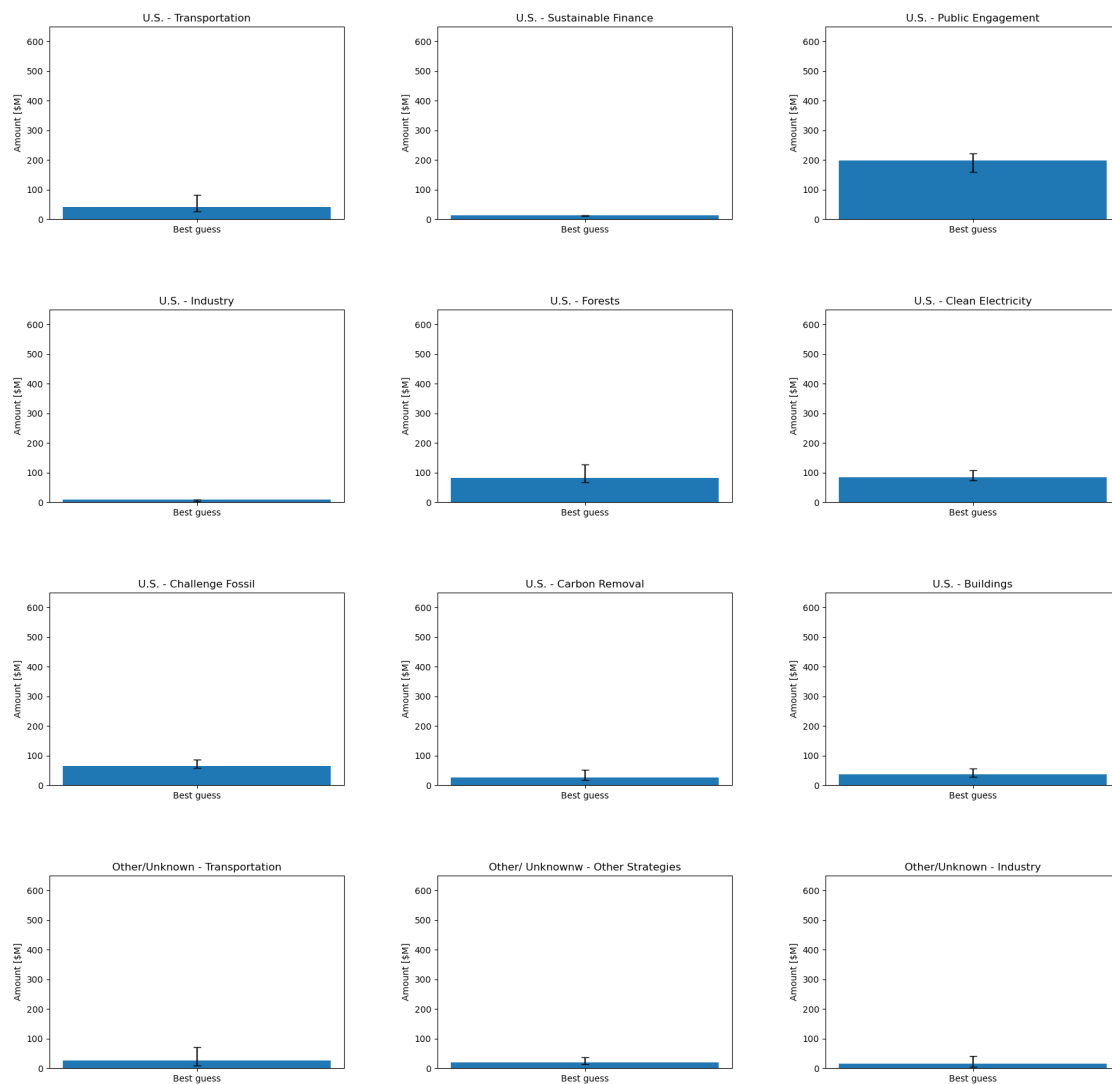 U.S. - Transportation
600
500
400
300
200
100
0
Amount [$M]
Best guess
U.S. - Sustainable Finance
600
500
400
300
200
100
0
Amount [$M]
Best guess
U.S. - Public Engagement
600
500
400
300
200
100
0
Amount [$M]
Best guess
U.S. - Industry
600
500
400
300
200
100
0
Amount [$M]
Best guess
U.S. - Forests
600
500
400
300
200
100
0
Amount [$M]
Best guess
U.S. - Clean Electricity
600
500
400
300
200
100
0
Amount [$M]
Best guess
U.S. - Challenge Fossil
600
500
400
300
200
100
0
Amount [$M]
Best guess
U.S. - Carbon Removal
600
500
400
300
200
100
0
Amount [$M]
Best guess
U.S. - Buildings
600
500
400
300
200
100
0
Amount [$M]
Best guess
Other/Unknown - Transportation
600
500
400
300
200
100
0
Amount [$M]
Best guess
Other/ Unknownw - Other Strategies
600
500
400
300
200
100
0
Amount [$M]
Best guess
Other/Unknown - Industry
600
500
400
300
200
100
0
Amount [$M]
Best guess